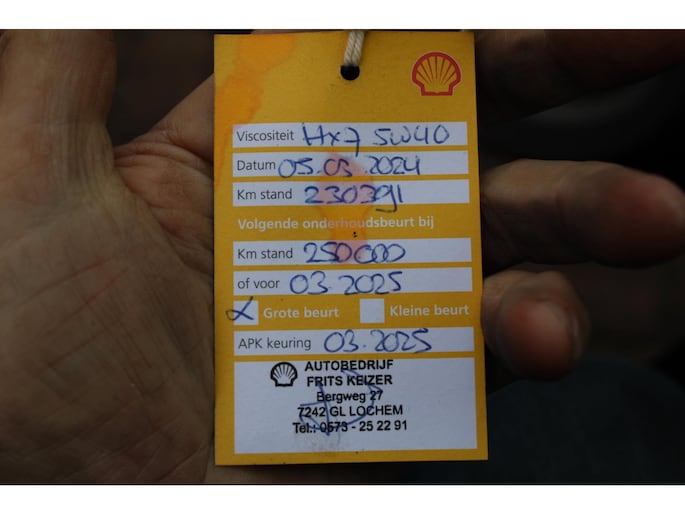 Viscositeit Hx7 5W40
Datum 05.03.2024
Km stand 230391
Volgende onderhoudsbeurt bij
Km stand 250000
of voor 03.2025
X Grote beurt Kleine beurt
APK keuring 03.2025
AUTOBEDRIJF
FRITS KEIZER
Bergweg 27
7242 GL LOCHEM
Tel.: 0573 - 25 22 91